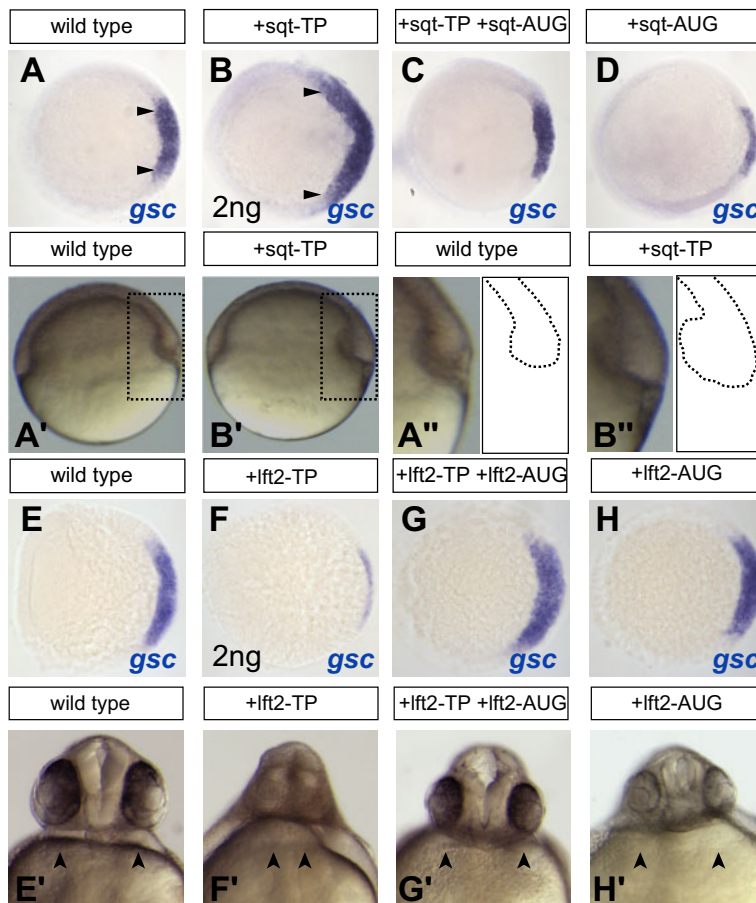 wild type
+sqt-TP
+sqt-TP +sqt-AUG
+sqt-AUG
A
B
C
D
gsc
2ng
gsc
gsc
gsc
wild type
+sqt-TP
wild type
+sqt-TP
A'
B'
A"
B"
wild type
+lft2-TP
+lft2-TP +lft2-AUG
+lft2-AUG
E
F
G
H
gsc
2ng
gsc
gsc
gsc
wild type
+lft2-TP
+lft2-TP +lft2-AUG
+lft2-AUG
E'
F'
G'
H'